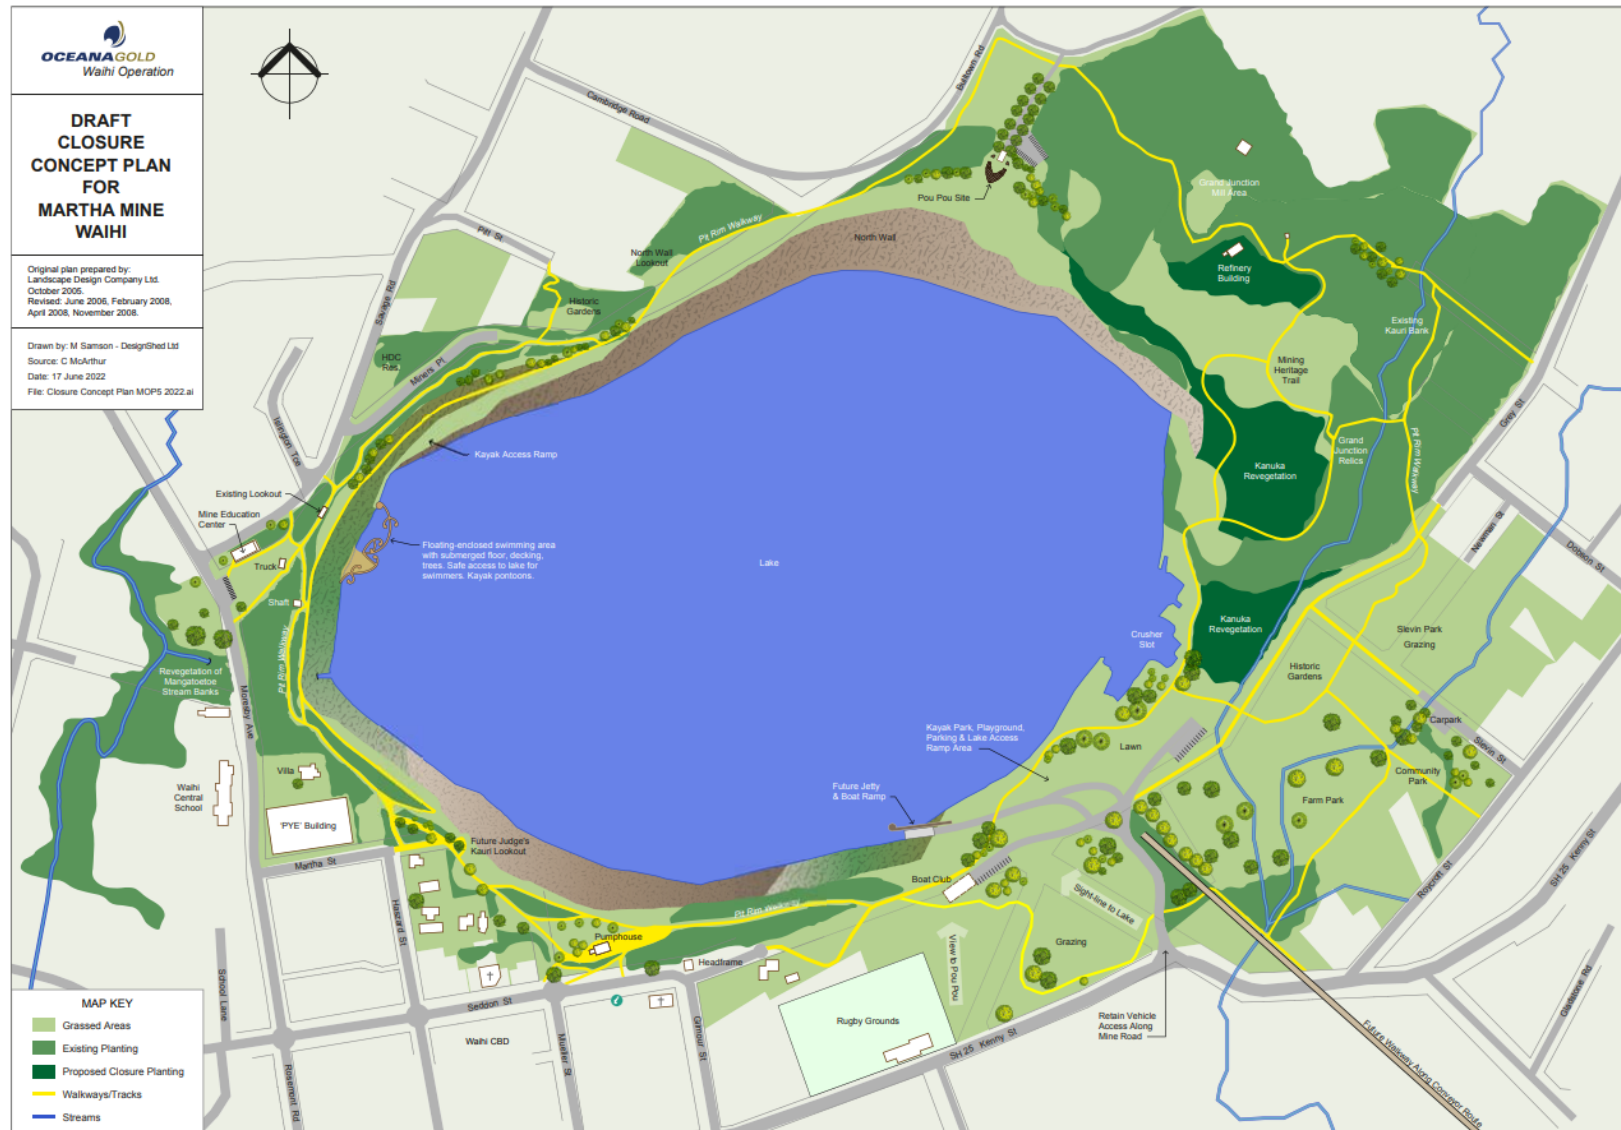 OCEANAGOLD
Waihi Operation
DRAFT
CLOSURE
CONCEPT PLAN
FOR
MARTHA MINE
WAIHI
Original plan prepared by:
Landscape Design Company Ltd.
October 2005.
Revised: June 2006, February 2008,
April 2008, November 2008.
Drawn by: M Samson - DesignShed Ltd
Source: C McArthur
Date: 17 June 2022
File: Closure Concept Plan MOP5 2022.ai
Cambridge Road
Bulltown Rd
Pou Pou Site
Grand Junction
Mill Area
Pitt St
North Wall
Lookout
Pit Rim Walkway
North Wall
Refinery
Building
Savage Rd
Historic
Gardens
Existing
Kauri Bank
HDC
Res.
Miners Pl
Mining
Heritage
Trail
Grey St
Islington Tce
Kayak Access Ramp
Grand
Junction
Relics
Pit Rim Walkway
Kanuka
Revegetation
Existing Lookout
Mine Education
Center
Truck
Shaft
Floating-enclosed swimming area
with submerged floor, decking,
trees. Safe access to lake for
swimmers. Kayak pontoons.
Lake
Newman St
Dobson St
Crusher
Slot
Kanuka
Revegetation
Slevin Park
Grazing
Historic
Gardens
Revegetation of
Mangatoetoe
Stream Banks
Pit Rim Walkway
Moresby Ave
Kayak Park, Playground,
Parking & Lake Access
Ramp Area
Lawn
Carpark
Slevin St
Community
Park
Farm Park
Villa
Waihi
Central
School
'PYE' Building
Future Jetty
& Boat Ramp
Martha St
Future Judge's
Kauri Lookout
Boat Club
Sight-line to Lake
Roycroft St
SH 25 Kenny St
Haszard St
Pit Rim Walkway
Pumphouse
Headframe
View to Pou Pou
Grazing
School Lane
Seddon St
Waihi CBD
Mueller St
Gilmour St
Rosemont Rd
Rugby Grounds
SH 25 Kenny St
Retain Vehicle
Access Along
Mine Road
Gladstone Rd
Future Walkway Along Conveyor Route
MAP KEY
Grassed Areas
Existing Planting
Proposed Closure Planting
Walkways/Tracks
Streams